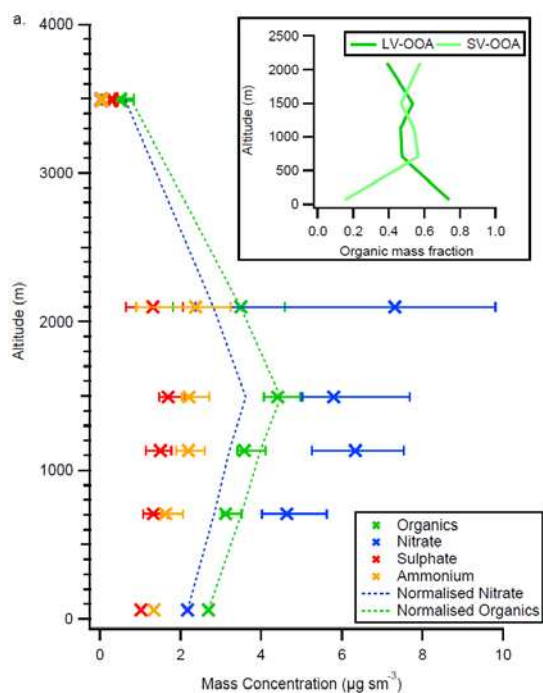 a.
4000
3000
2000
1000
0
Altitude (m)
0
2
4
6
8
10
Mass Concentration (µg sm⁻³)
LV-OOA SV-OOA
2500
2000
1500
1000
500
0
Altitude (m)
0.0 0.2 0.4 0.6 0.8 1.0
Organic mass fraction
Organics
Nitrate
Sulphate
Ammonium
Normalised Nitrate
Normalised Organics